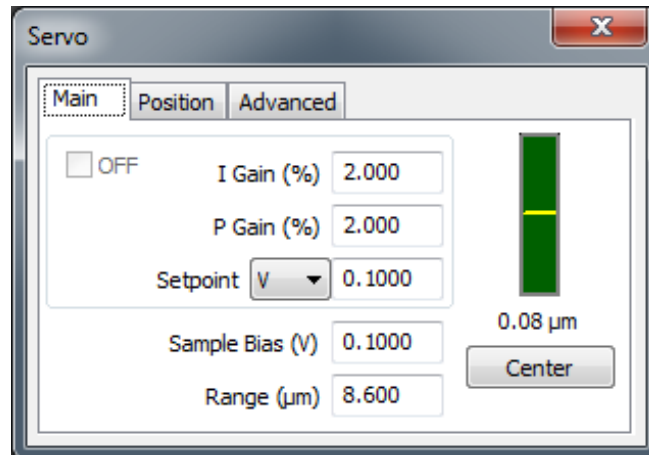 Servo
Main Position Advanced
OFF I Gain (%) 2.000
P Gain (%) 2.000
Setpoint V 0.1000
Sample Bias (V) 0.1000
Range (µm) 8.600
0.08 µm
Center